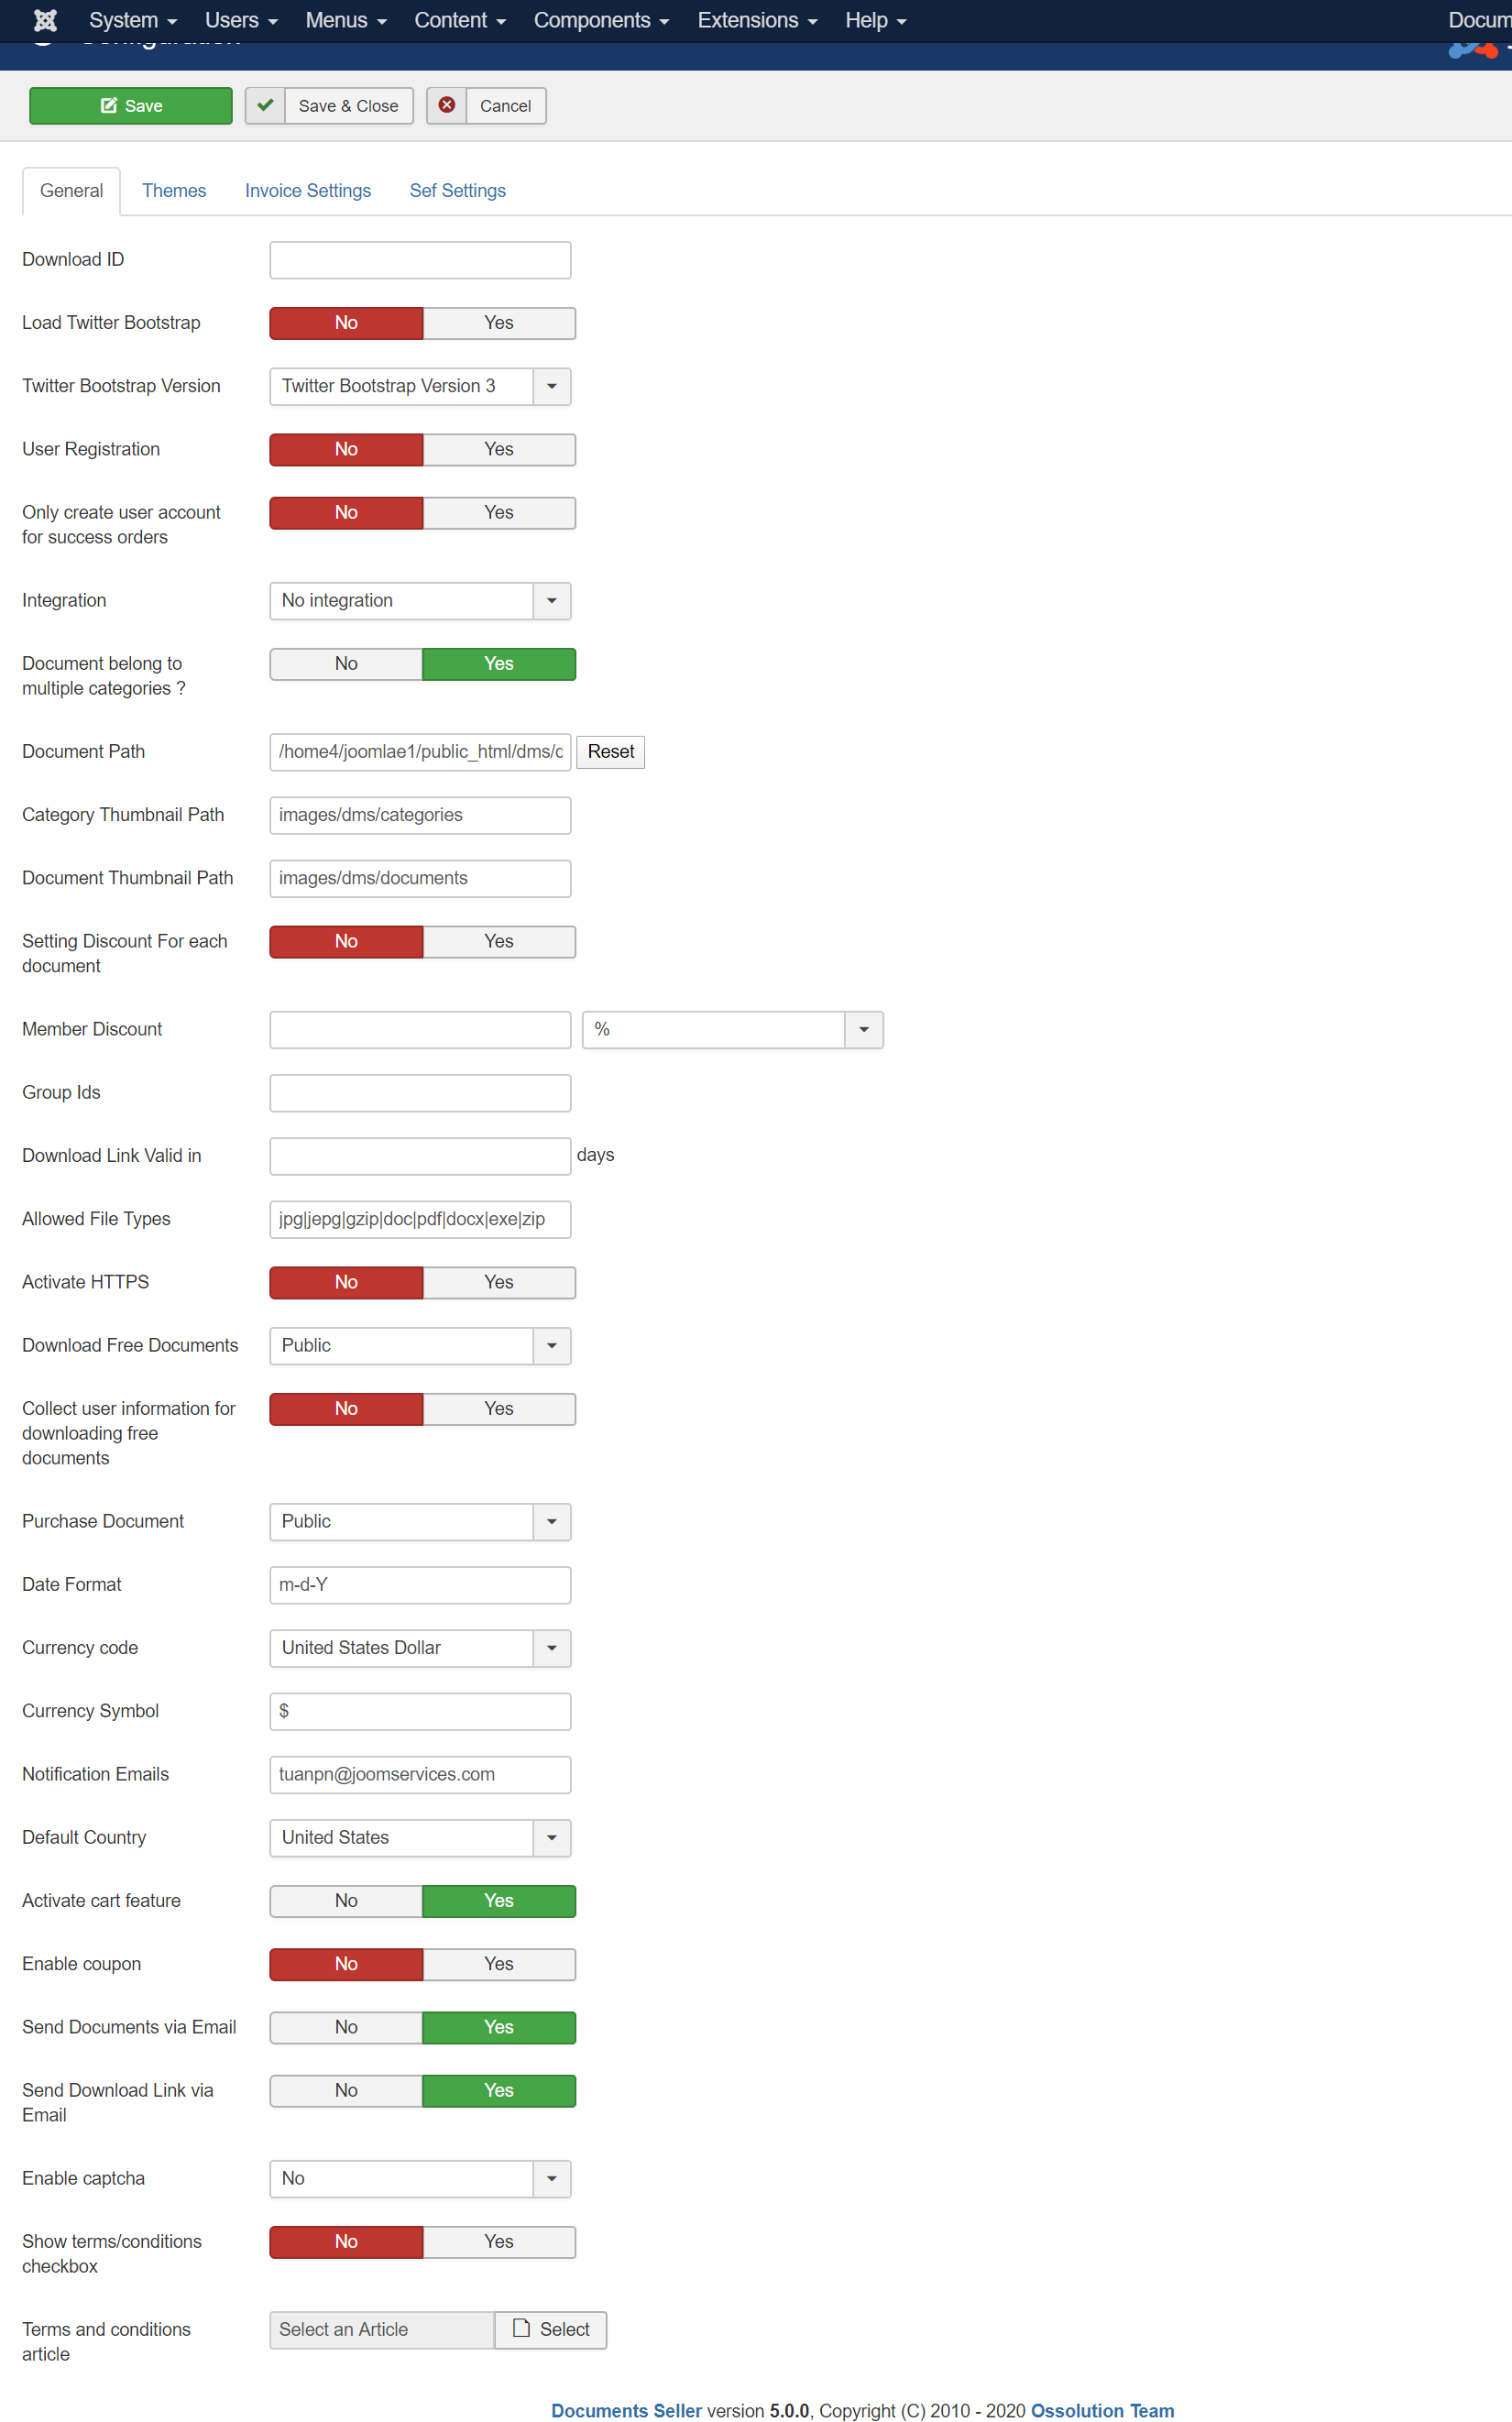 System Users Menus Content Components Extensions Help Docum
Configuration
Save Save & Close Cancel
General Themes Invoice Settings Sef Settings
Download ID
Load Twitter Bootstrap No Yes
Twitter Bootstrap Version Twitter Bootstrap Version 3
User Registration No Yes
Only create user account No Yes
for success orders
Integration No integration
Document belong to No Yes
multiple categories ?
Document Path /home4/joomlae1/public_html/dms/d Reset
Category Thumbnail Path images/dms/categories
Document Thumbnail Path images/dms/documents
Setting Discount For each No Yes
document
Member Discount %
Group Ids
Download Link Valid in days
Allowed File Types jpg|jepg|gzip|doc|pdf|docx|exe|zip
Activate HTTPS No Yes
Download Free Documents Public
Collect user information for No Yes
downloading free
documents
Purchase Document Public
Date Format m-d-Y
Currency code United States Dollar
Currency Symbol $
Notification Emails tuanpn@joomservices.com
Default Country United States
Activate cart feature No Yes
Enable coupon No Yes
Send Documents via Email No Yes
Send Download Link via No Yes
Email
Enable captcha No
Show terms/conditions No Yes
checkbox
Terms and conditions Select an Article Select
article
Documents Seller version 5.0.0, Copyright (C) 2010 - 2020 Ossolution Team